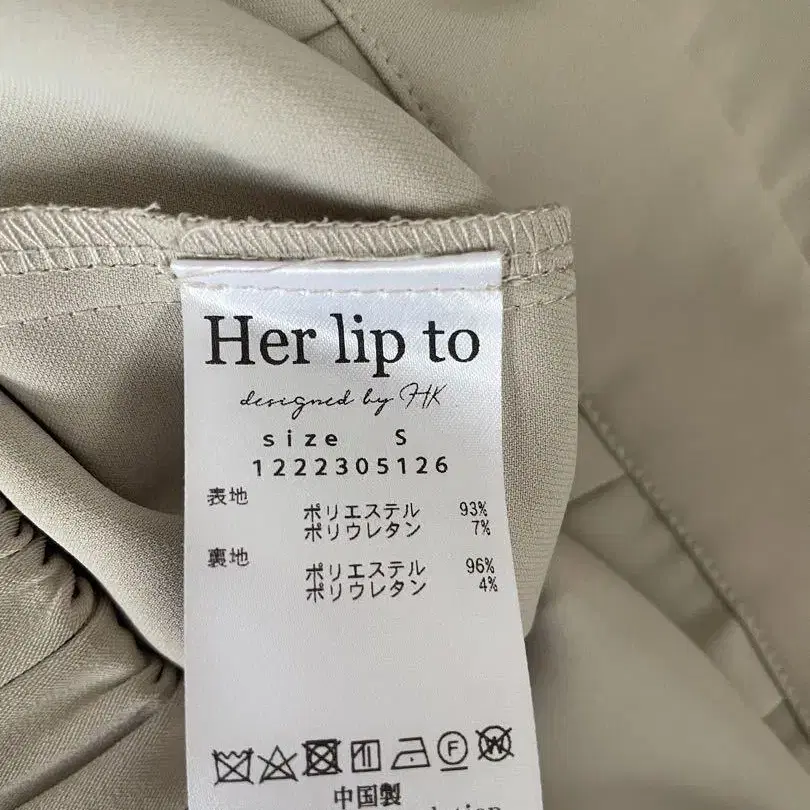 Her lip to
designed by HK
size S
1222305126
表地
ポリエステル 93%
ポリウレタン 7%
裏地
ポリエステル 96%
ポリウレタン 4%
F W
中国製